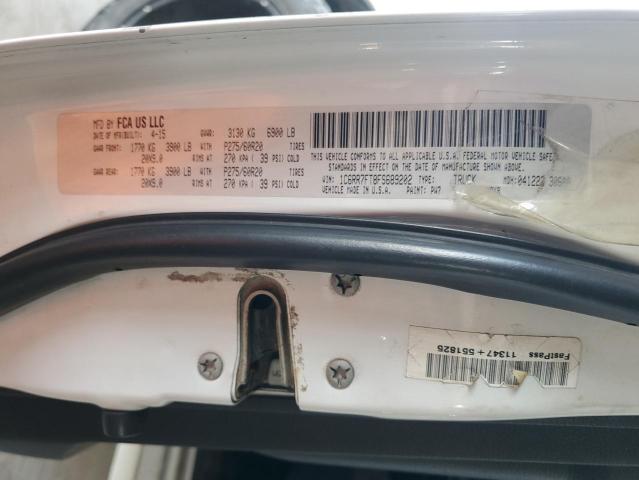 MFD BY FCA US LLC
DATE OF MFR(BUILT): 4-15 GVWR: 3130 KG 6900 LB
GAWR FRONT: 1770 KG 3900 LB WITH P275/60R20 TIRES
20X9.0 RIMS AT 270 KPA ( 39 PSI) COLD
GAWR REAR: 1770 KG 3900 LB WITH P275/60R20 TIRES
20X9.0 RIMS AT 270 KPA ( 39 PSI) COLD
THIS VEHICLE CONFORMS TO ALL APPLICABLE U.S.A. FEDERAL MOTOR VEHICLE SAFE
STANDARDS IN EFFECT ON THE DATE OF MANUFACTURE SHOWN ABOVE.
VIN: TYPE: TRUCK MDH: 041222
VEHICLE MADE IN U.S.A. PAINT: PW7
FastPass 11347 + 551825